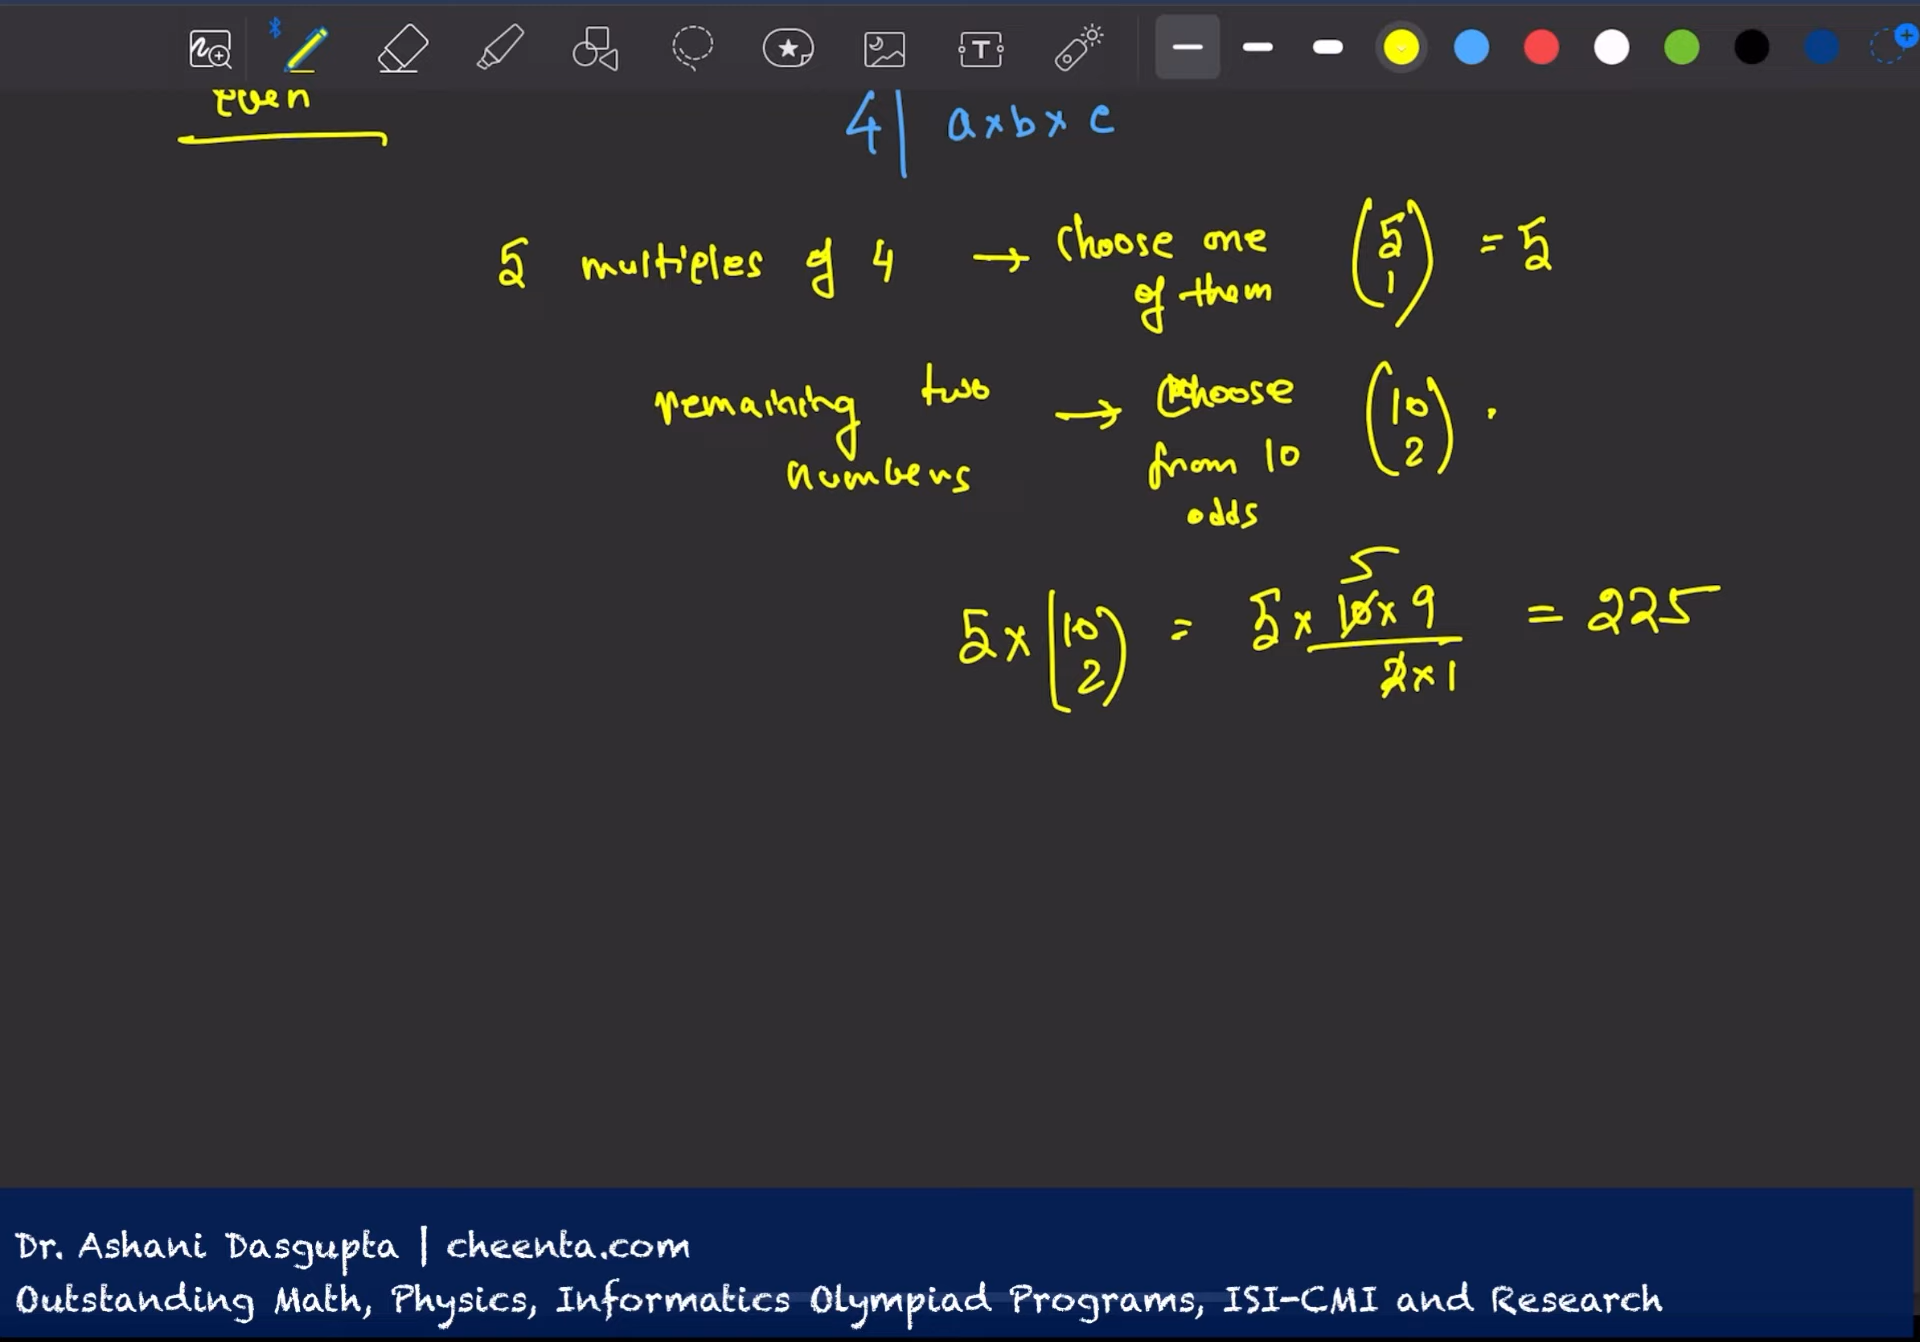 even
4 | a×b×c
5 multiples of 4 → Choose one of them (5 1) = 5
remaining two numbers → Choose from 10 odds (10 2) .
5
5 × (10 2) = 5 × 10 × 9 / 2 × 1 = 225
Dr. Ashani Dasgupta | cheenta.com
Outstanding Math, Physics, Informatics Olympiad Programs, ISI-CMI and Research